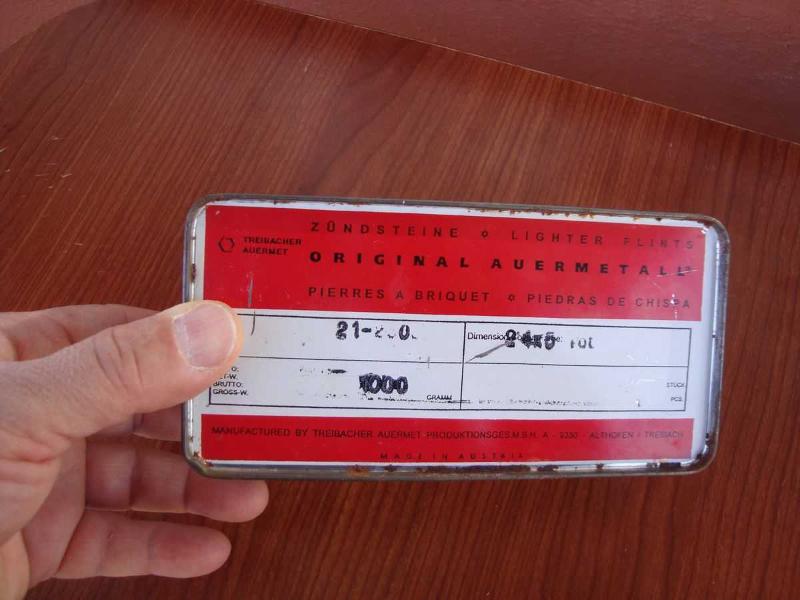 ZÜNDSTEINE ✡ LIGHTER FLINTS
TREIBACHER
AUERMET
ORIGINAL AUERMETALL
PIERRES A BRIQUET ✡ PIEDRAS DE CHISPA
Dimension
BRUTTO:
GROSS-W.
1000
GRAMM
STÜCK
PCS.
MANUFACTURED BY TREIBACHER AUERMET PRODUKTIONSGES.M.B.H. A - 9330 - ALTHOFEN - TREIBACH
MADE IN AUSTRIA